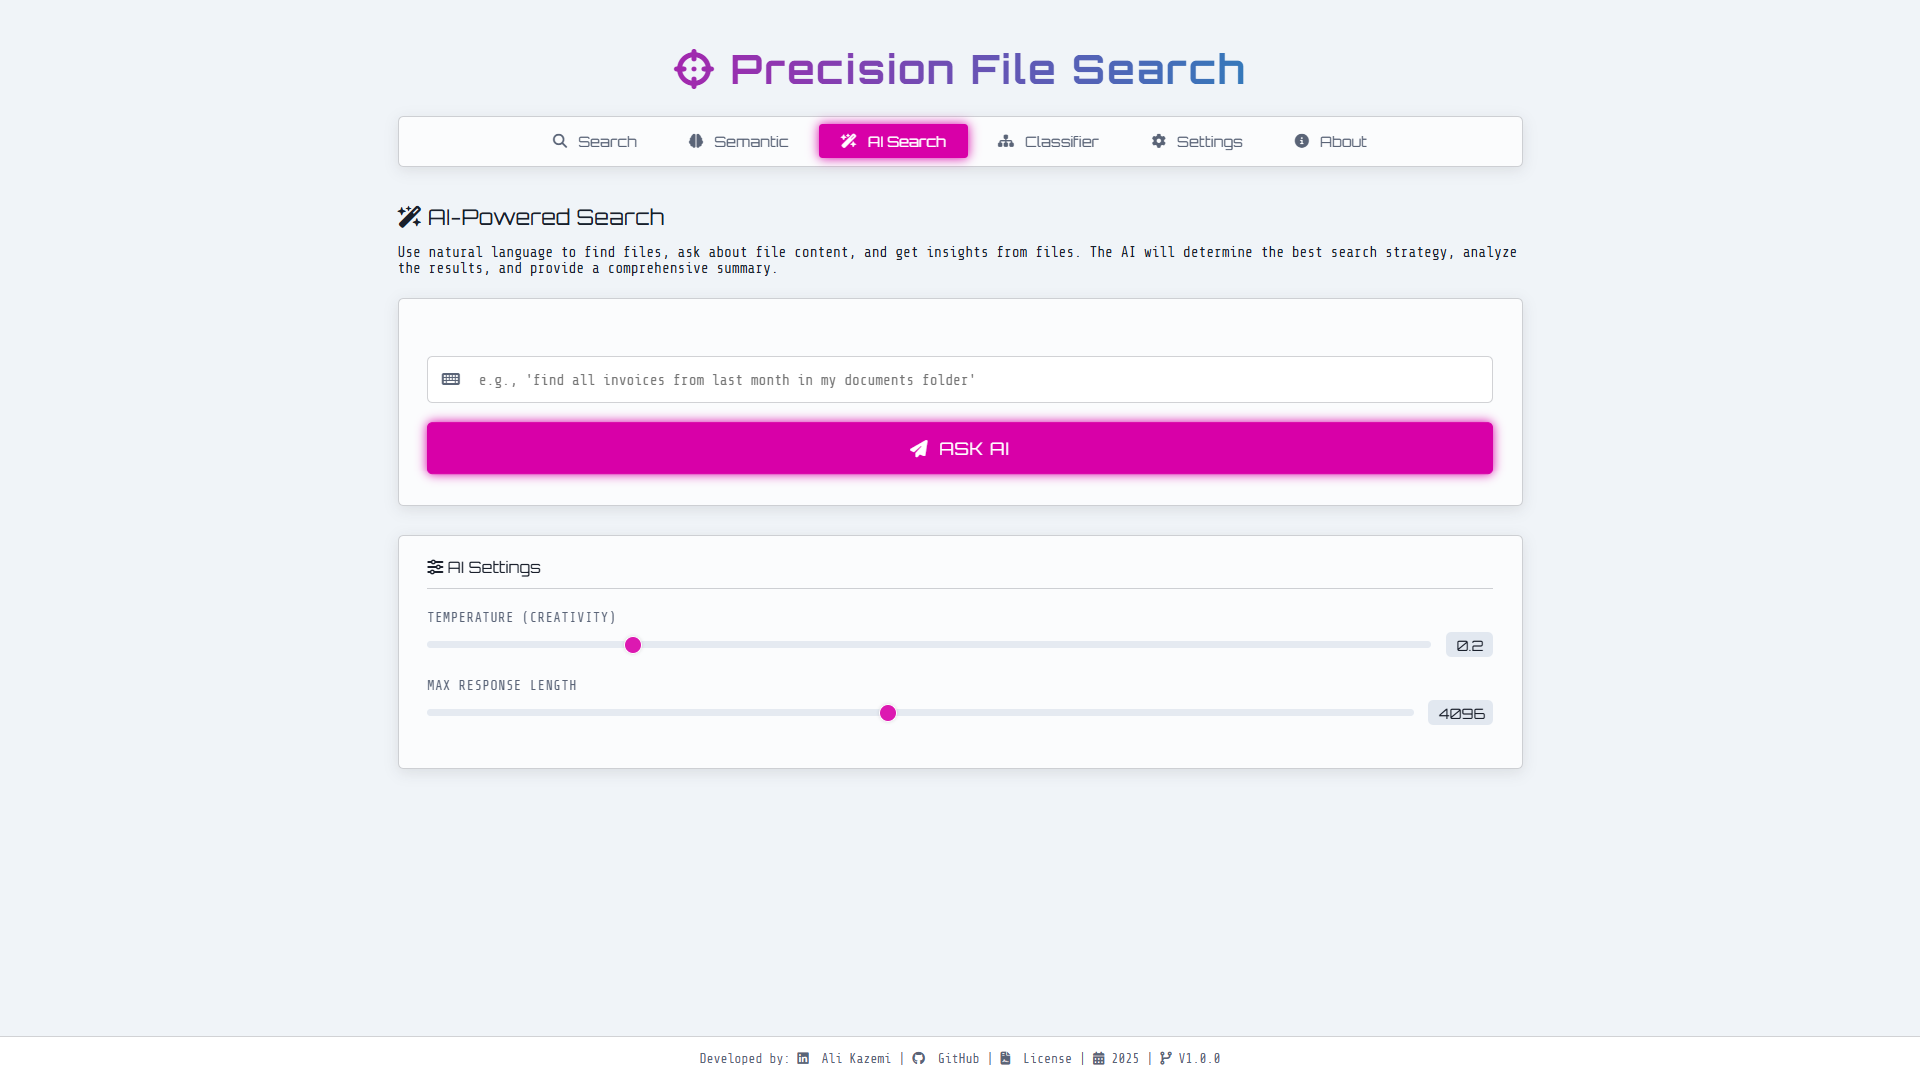 Precision File Search
Search Semantic AI Search Classifier Settings About
AI-Powered Search
Use natural language to find files, ask about file content, and get insights from files. The AI will determine the best search strategy, analyze
the results, and provide a comprehensive summary.
e.g., 'find all invoices from last month in my documents folder'
ASK AI
AI Settings
TEMPERATURE (CREATIVITY)
0.2
MAX RESPONSE LENGTH
4096
Developed by: Ali Kazemi | GitHub | License | 2025 | V1.0.0